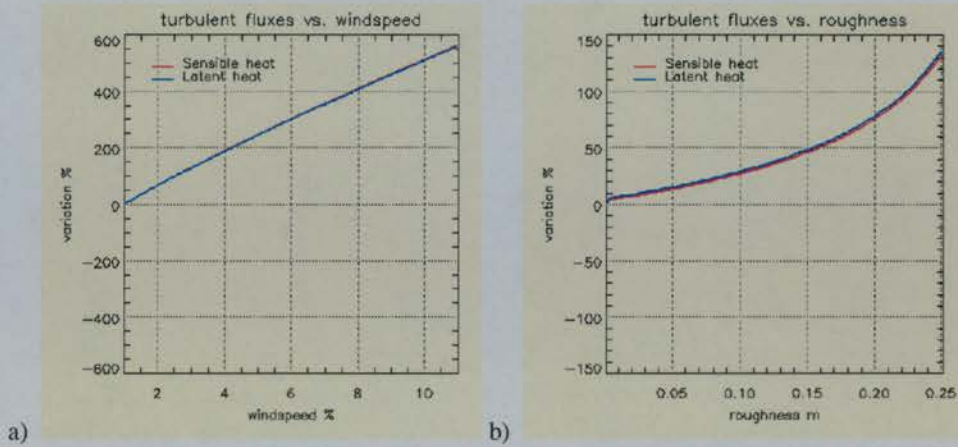 turbulent fluxes vs. windspeed
600
400
200
0
−200
−400
−600
variation %
Sensible heat
Latent heat
2 4 6 8 10
windspeed %
a)
turbulent fluxes vs. roughness
150
100
50
0
−50
−100
−150
variation %
Sensible heat
Latent heat
0.05 0.10 0.15 0.20 0.25
roughness m
b)